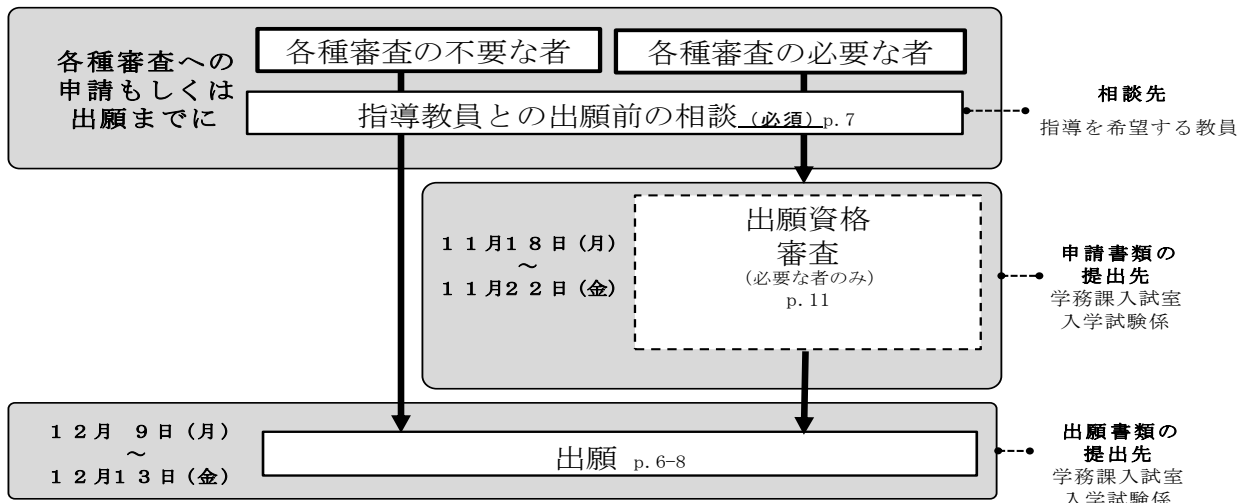 各種審査への
申請もしくは
出願までに
各種審査の不要な者
各種審査の必要な者
指導教員との出願前の相談（必須）p.7
相談先
指導を希望する教員
１１月１８日（月）
～
１１月２２日（金）
出願資格
審査
（必要な者のみ）
p.11
申請書類の
提出先
学務課入試室
入学試験係
１２月　９日（月）
～
１２月１３日（金）
出願 p.6-8
出願書類の
提出先
学務課入試室
入学試験係